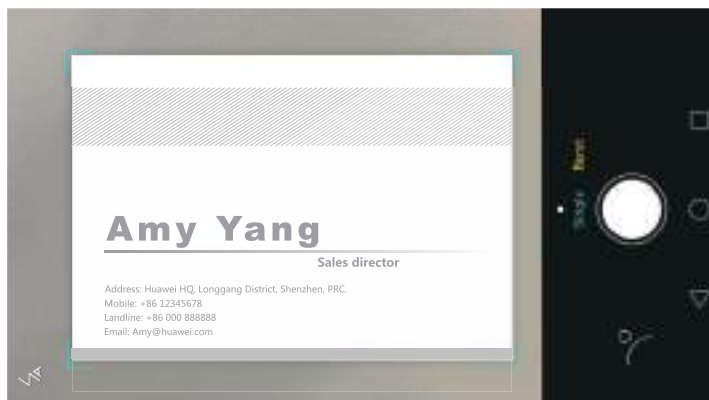 Amy Yang
Sales director
Address: Huawei HQ, Longgang District, Shenzhen, PRC.
Mobile: +86 12345678
Landline: +86 000 888888
Email: Amy@huawei.com
Single